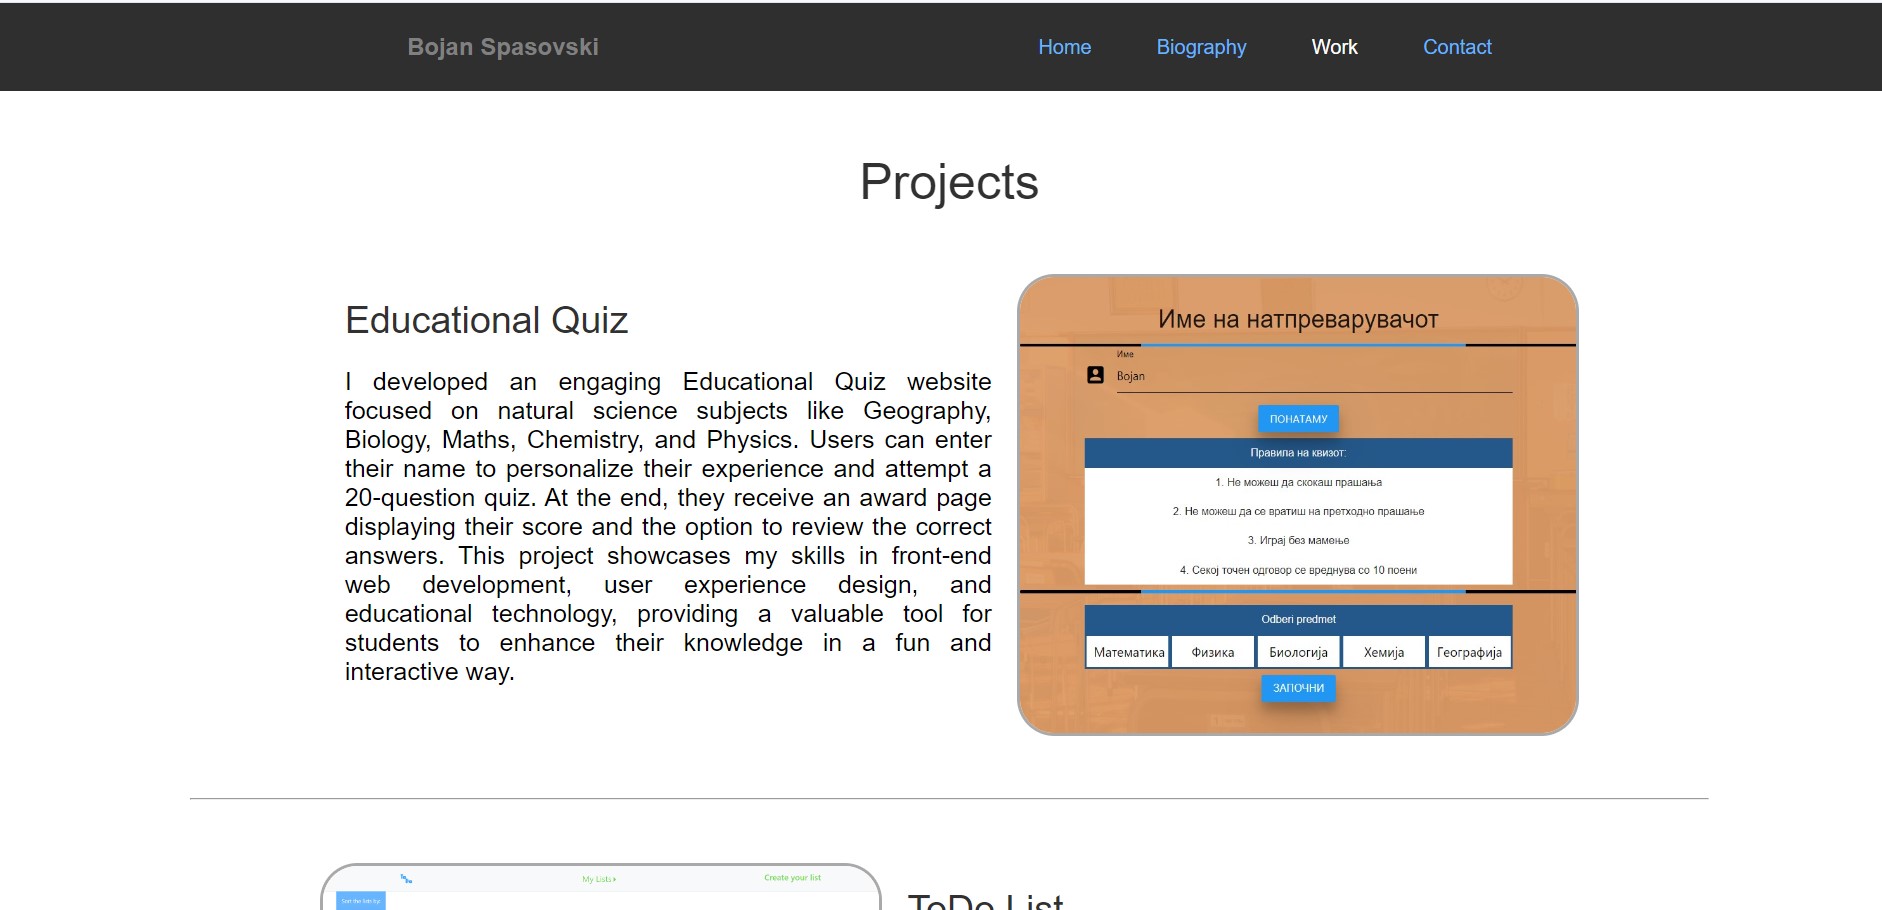 Bojan Spasovski
Home
Biography
Work
Contact
Projects
Educational Quiz
I developed an engaging Educational Quiz website
focused on natural science subjects like Geography,
Biology, Maths, Chemistry, and Physics. Users can enter
their name to personalize their experience and attempt a
20-question quiz. At the end, they receive an award page
displaying their score and the option to review the correct
answers. This project showcases my skills in front-end
web development, user experience design, and
educational technology, providing a valuable tool for
students to enhance their knowledge in a fun and
interactive way.
Име на натпреварувачот
Име
Bojan
ПОНАТАМУ
Правила на квизот:
1. Не можеш да скокаш прашања
2. Не можеш да се вратиш на претходно прашање
3. Играј без мамење
4. Секој точен одговор се вреднува со 10 поени
Odberi predmet
Математика
Физика
Биологија
Хемија
Географија
ЗАПОЧНИ
My Lists
Create your list
Sort the lists by:
ToDo List